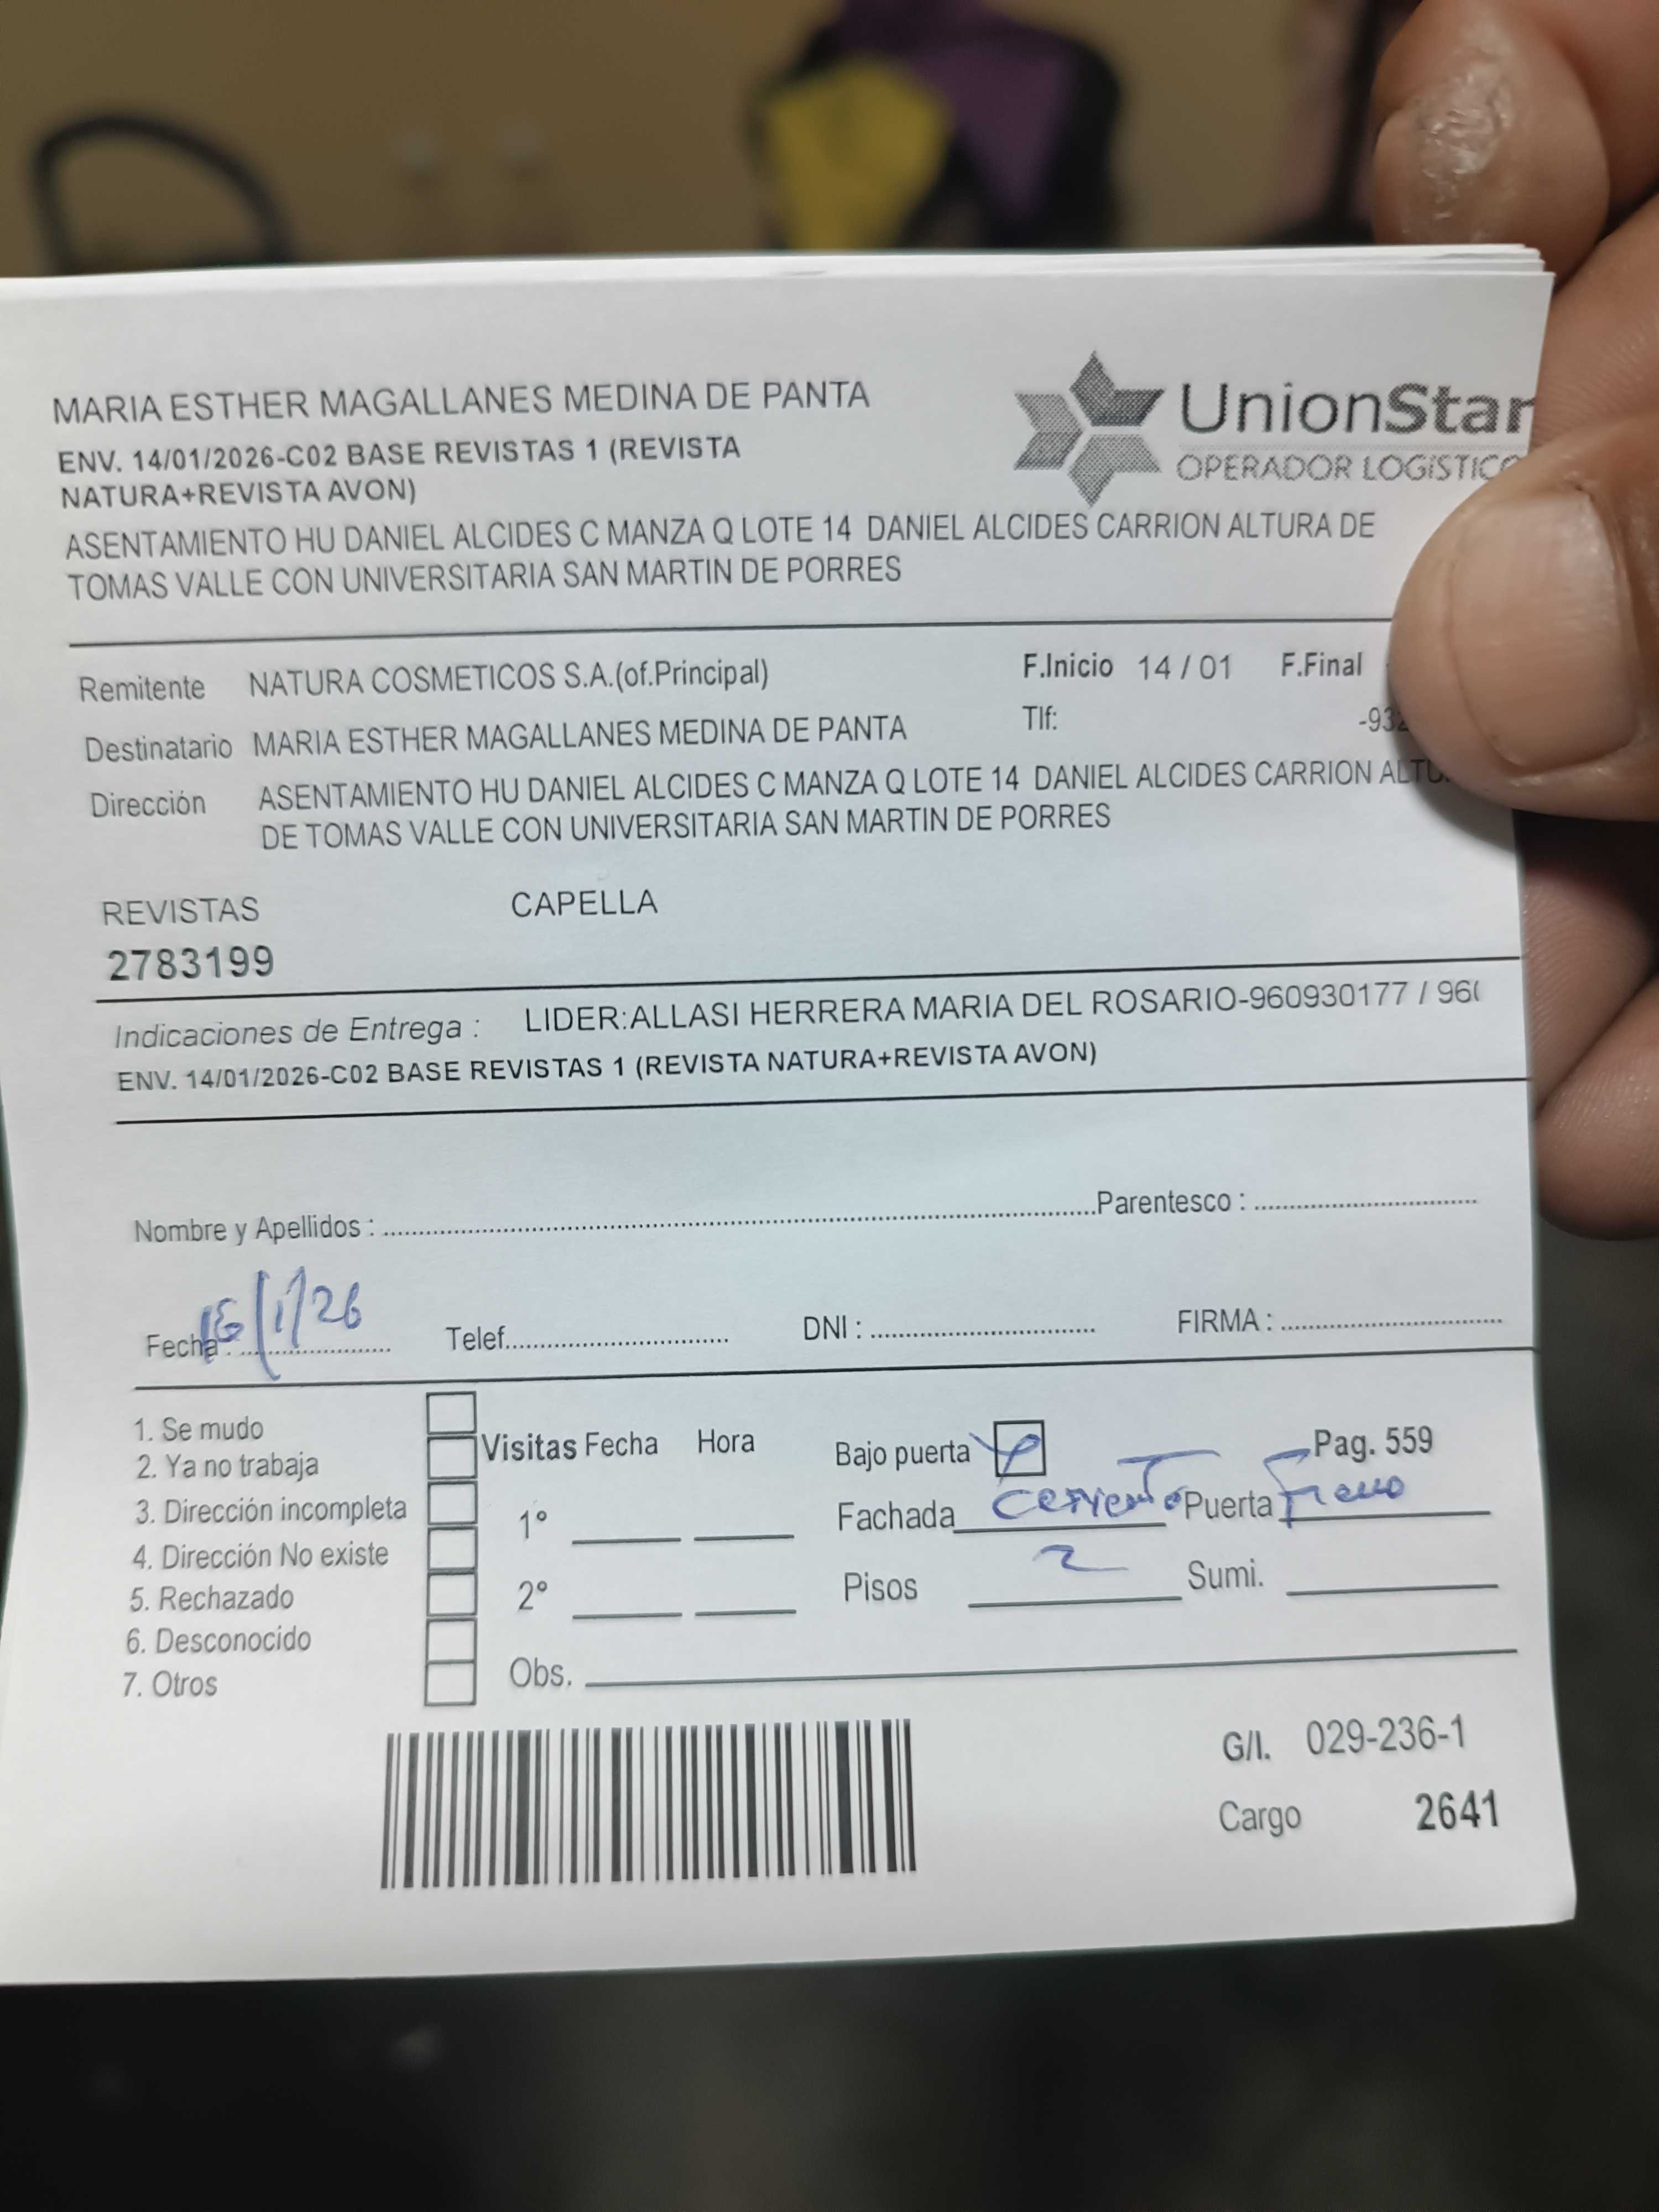 MARIA ESTHER MAGALLANES MEDINA DE PANTA
UnionStar
OPERADOR LOGíSTICO
ENV. 14/01/2026-C02 BASE REVISTAS 1 (REVISTA
NATURA+REVISTA AVON)
ASENTAMIENTO HU DANIEL ALCIDES C MANZA Q LOTE 14 DANIEL ALCIDES CARRION ALTURA DE
TOMAS VALLE CON UNIVERSITARIA SAN MARTIN DE PORRES
Remitente NATURA COSMETICOS S.A.(of.Principal) F.Inicio 14 / 01 F.Final
Destinatario MARIA ESTHER MAGALLANES MEDINA DE PANTA Tlf: -932
Dirección ASENTAMIENTO HU DANIEL ALCIDES C MANZA Q LOTE 14 DANIEL ALCIDES CARRION ALTU
DE TOMAS VALLE CON UNIVERSITARIA SAN MARTIN DE PORRES
REVISTAS CAPELLA
2783199
Indicaciones de Entrega : LIDER:ALLASI HERRERA MARIA DEL ROSARIO-960930177 / 960
ENV. 14/01/2026-C02 BASE REVISTAS 1 (REVISTA NATURA+REVISTA AVON)
Nombre y Apellidos : Parentesco :
Fecha : 16/1/26 Telef. DNI : FIRMA :
1. Se mudo
2. Ya no trabaja
3. Dirección incompleta
4. Dirección No existe
5. Rechazado
6. Desconocido
7. Otros
Visitas Fecha Hora
1°
2°
Obs.
Bajo puerta Pag. 559
Fachada Cemento Puerta Fierro
Pisos 2 Sumi.
G/I. 029-236-1
Cargo 2641